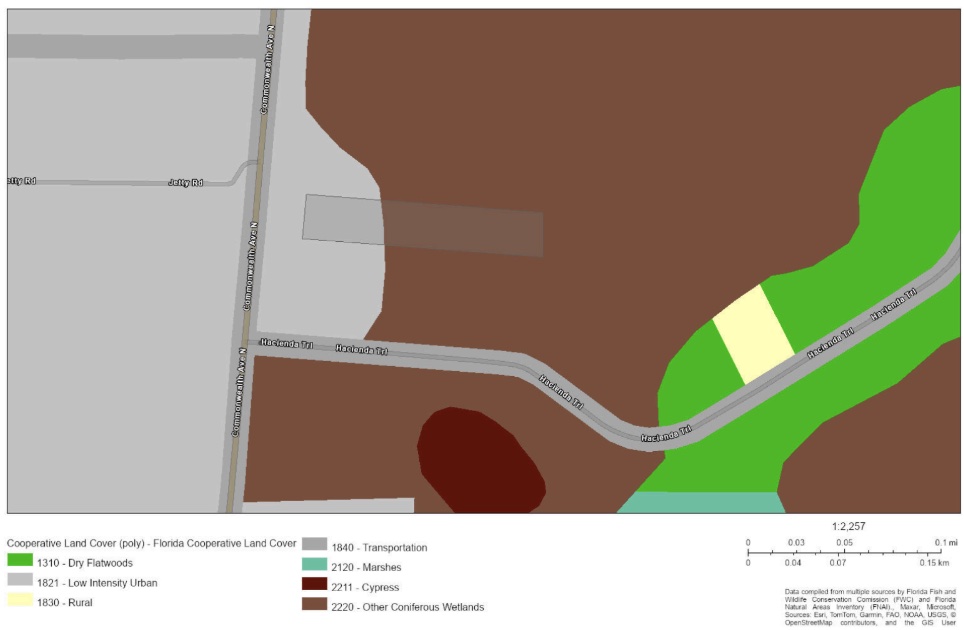 Commonwealth Ave N
etty Rd
Jetty Rd
Commonwealth Ave N
Hacienda Trl
Hacienda Trl
Hacienda Trl
Hacienda Trl
Commonwealth Ave N
Hacienda Trl
Hacienda Trl
Cooperative Land Cover (poly) - Florida Cooperative Land Cover
1310 - Dry Flatwoods
1821 - Low Intensity Urban
1830 - Rural
1840 - Transportation
2120 - Marshes
2211 - Cypress
2220 - Other Coniferous Wetlands
1:2,257
0 0.03 0.05 0.1 mi
0 0.04 0.07 0.15 km
Data compiled from multiple sources by Florida Fish and
Wildlife Conservation Comission (FWC) and Florida
Natural Areas Inventory (FNAI)., Maxar, Microsoft,
Sources: Esri, TomTom, Garmin, FAO, NOAA, USGS, ©
OpenStreetMap contributors, and the GIS User